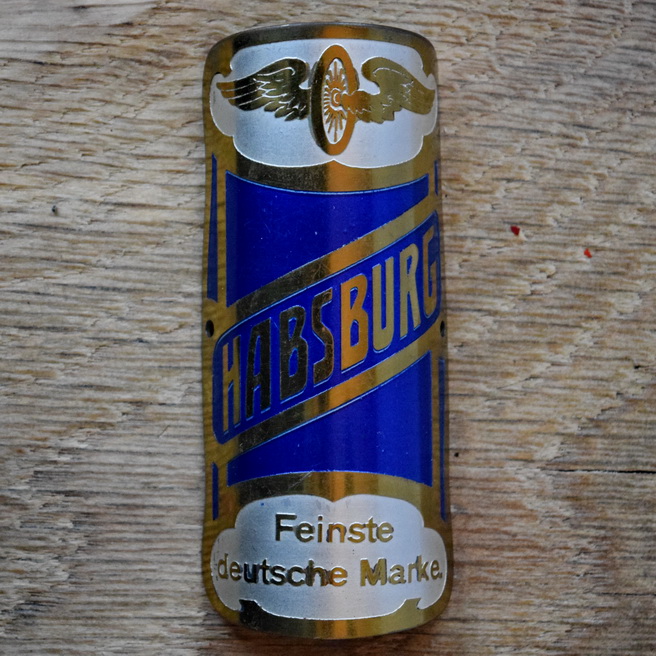 HABSBURG
Feinste
deutsche Marke.